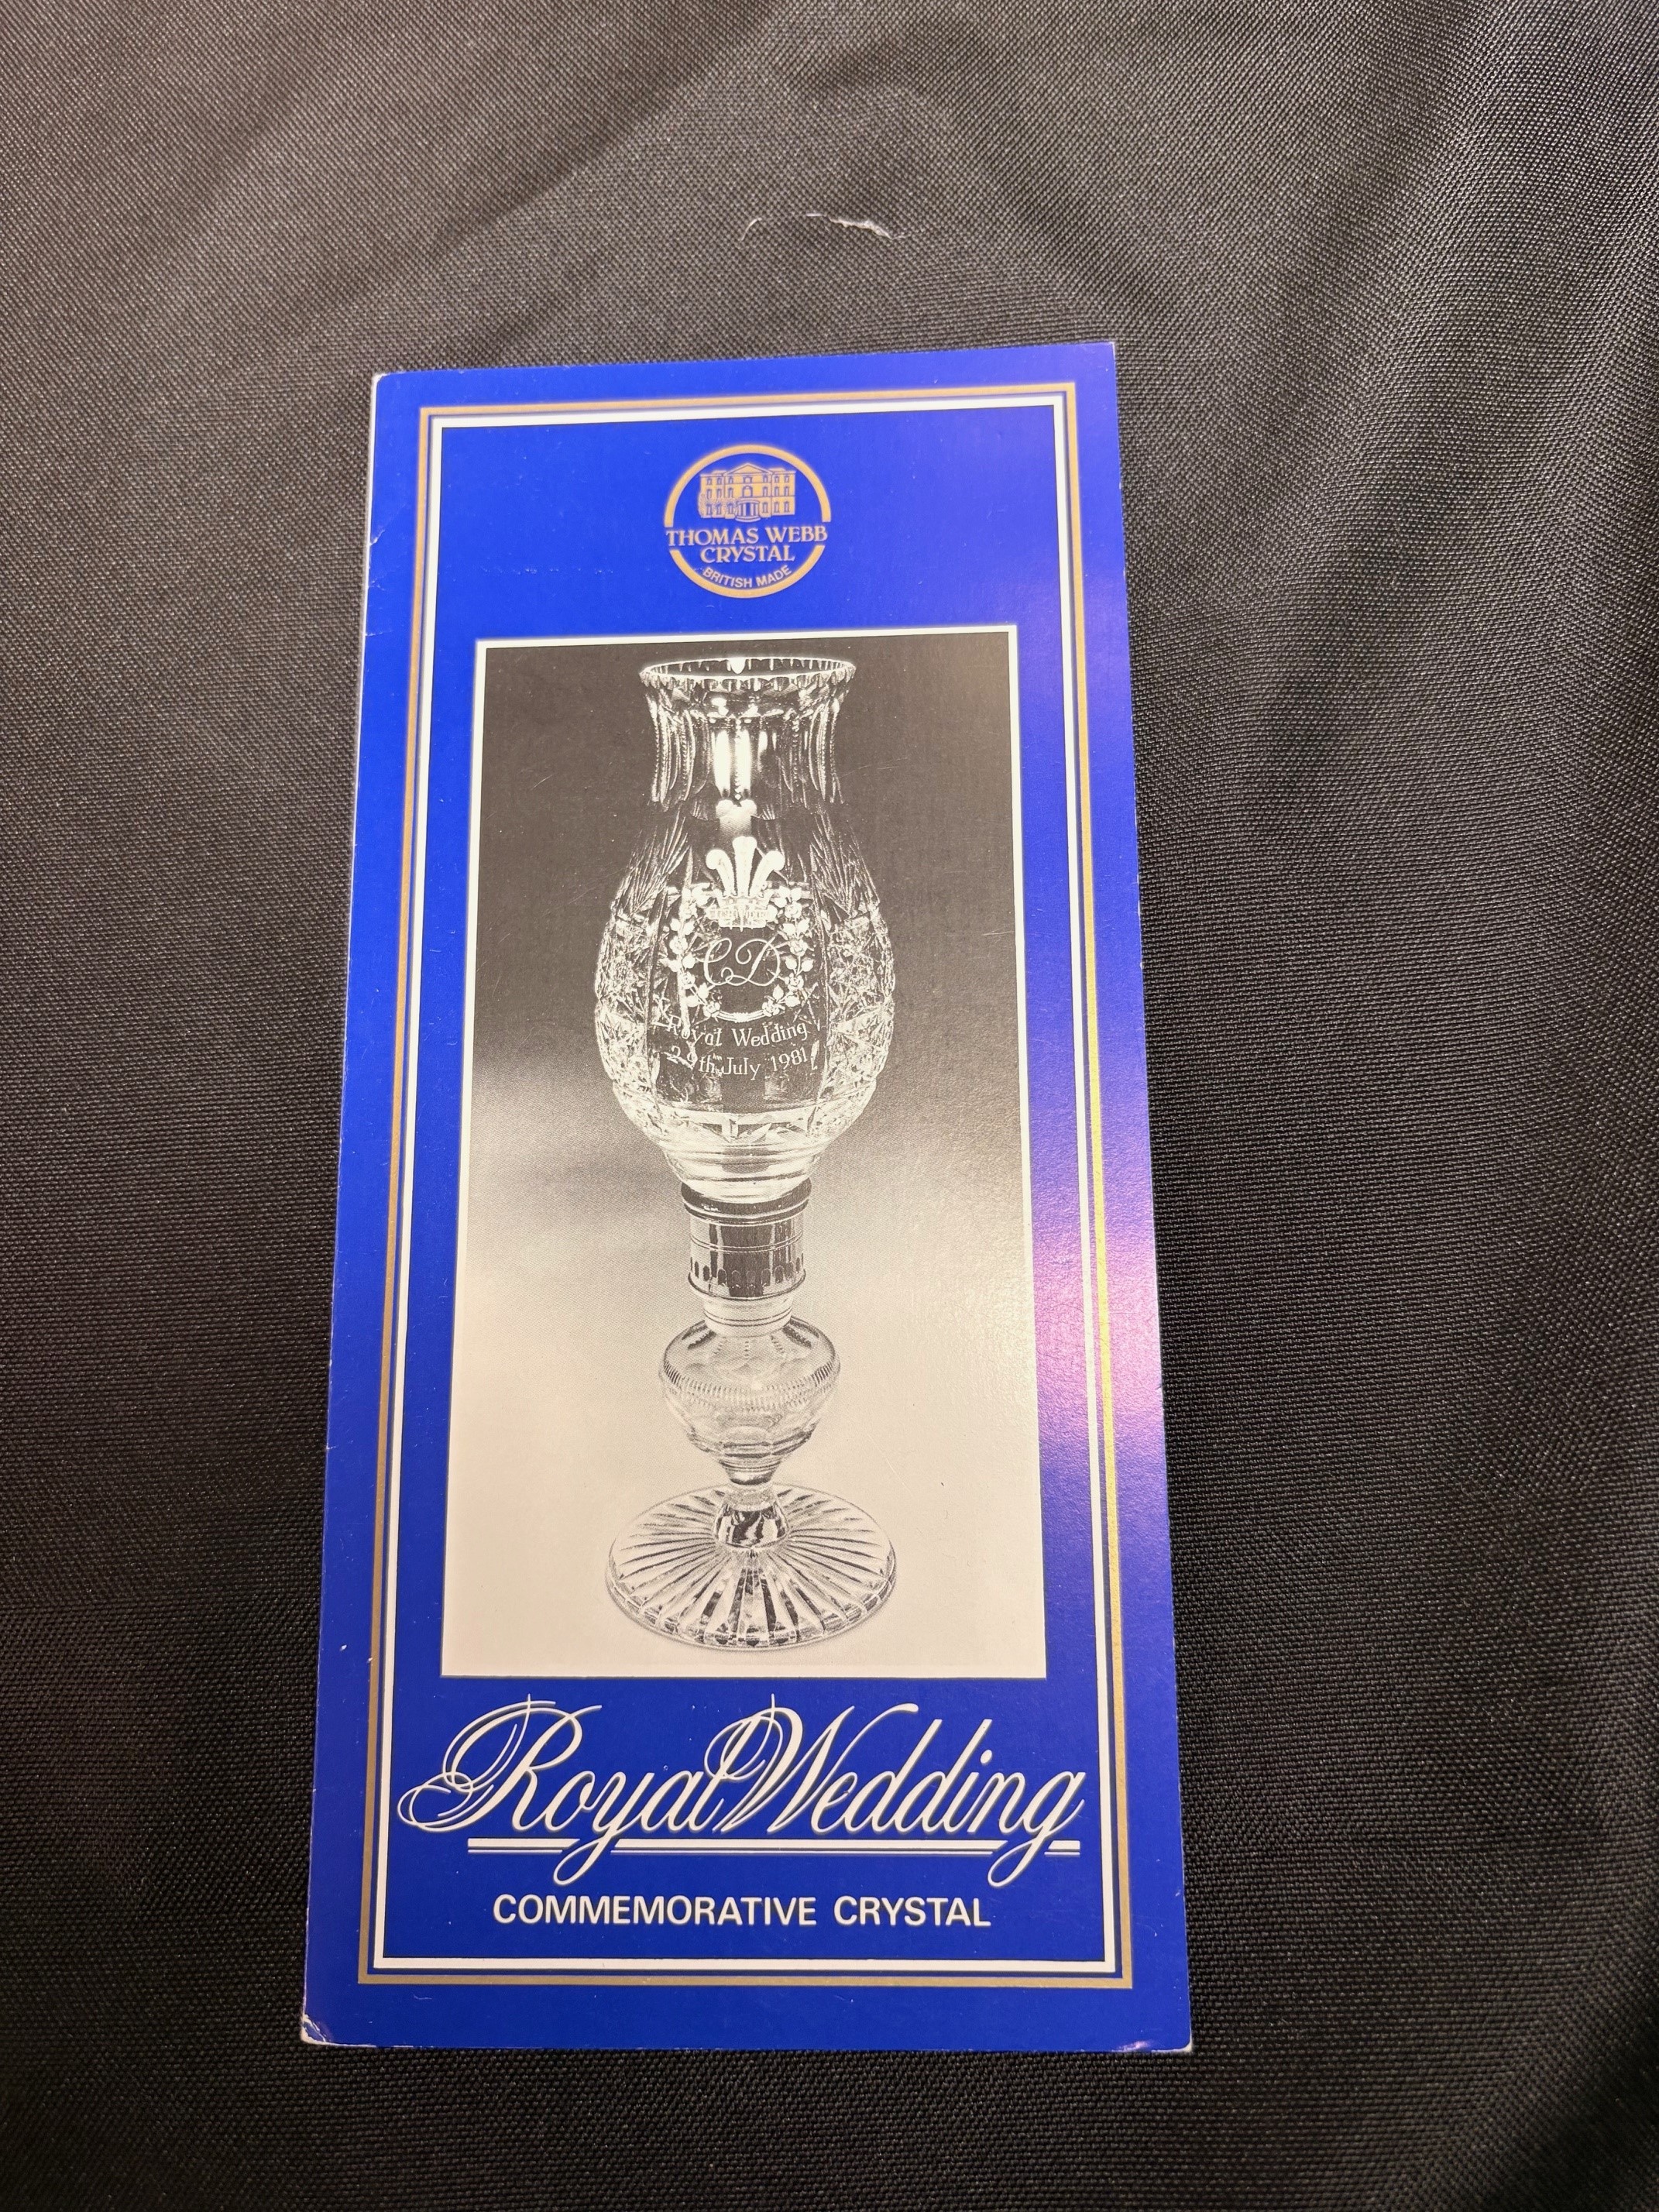 THOMAS WEBB
CRYSTAL
BRITISH MADE
CD
Royal Wedding
29th July 1981
Royal Wedding
COMMEMORATIVE CRYSTAL